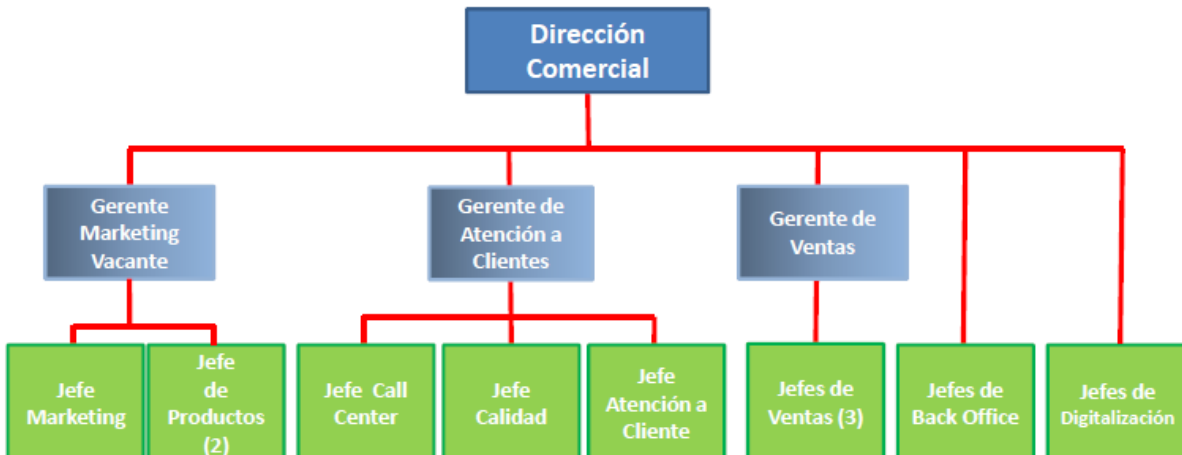 Dirección
Comercial
Gerente
Marketing
Vacante
Gerente de
Atención a
Clientes
Gerente de
Ventas
Jefe
Marketing
Jefe
de
Productos
(2)
Jefe Call
Center
Jefe
Calidad
Jefe
Atención a
Cliente
Jefes de
Ventas (3)
Jefes de
Back Office
Jefes de
Digitalización